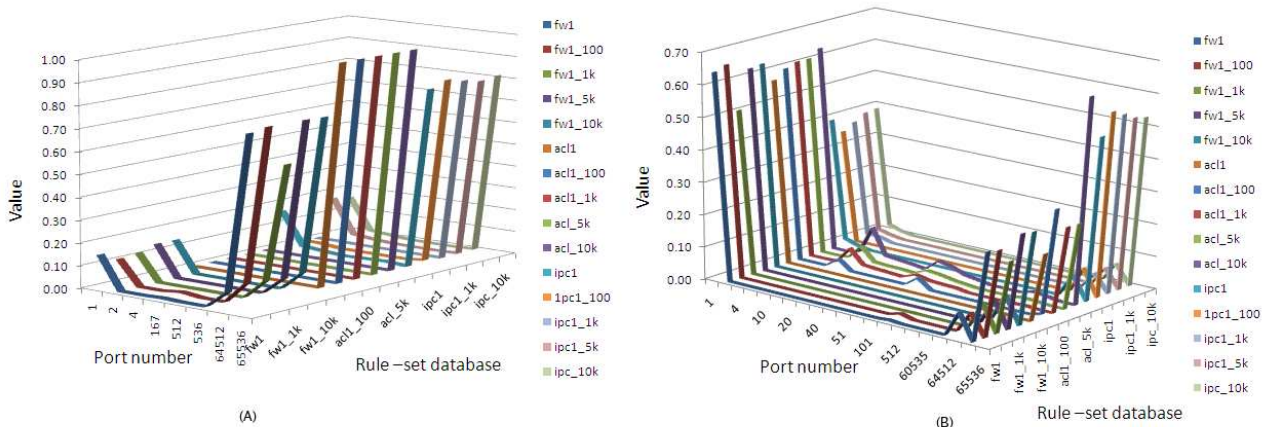 1.00
0.90
0.80
0.70
0.60
0.50
0.40
0.30
0.20
0.10
0.00
Value
1
2
4
167
512
536
64512
65536
Port number
fw1
fw1_1k
fw1_10k
acl1_100
acl_5k
ipc1
ipc1_1k
ipc_10k
Rule –set database
fw1
fw1_100
fw1_1k
fw1_5k
fw1_10k
acl1
acl1_100
acl1_1k
acl_5k
acl_10k
ipc1
1pc1_100
ipc1_1k
ipc1_5k
ipc_10k
(A)
0.70
0.60
0.50
0.40
0.30
0.20
0.10
0.00
Value
1
4
10
20
40
51
101
512
60535
64512
65536
Port number
fw1
fw1_1k
fw1_10k
acl1_100
acl_5k
ipc1
ipc1_1k
ipc_10k
Rule –set database
fw1
fw1_100
fw1_1k
fw1_5k
fw1_10k
acl1
acl1_100
acl1_1k
acl_5k
acl_10k
ipc1
1pc1_100
ipc1_1k
ipc1_5k
ipc_10k
(B)